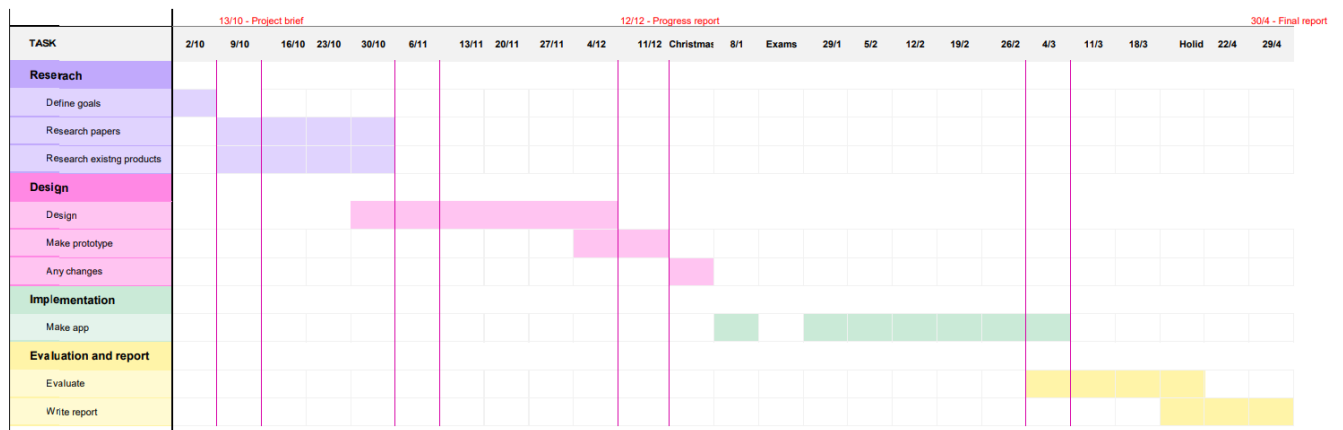 13/10 - Project brief 12/12 - Progress report 30/4 - Final report
TASK 2/10 9/10 16/10 23/10 30/10 6/11 13/11 20/11 27/11 4/12 11/12 Christmas 8/1 Exams 29/1 5/2 12/2 19/2 26/2 4/3 11/3 18/3 Holid 22/4 29/4
Reserach
Define goals
Research papers
Research existng products
Design
Design
Make prototype
Any changes
Implementation
Make app
Evaluation and report
Evaluate
Write report